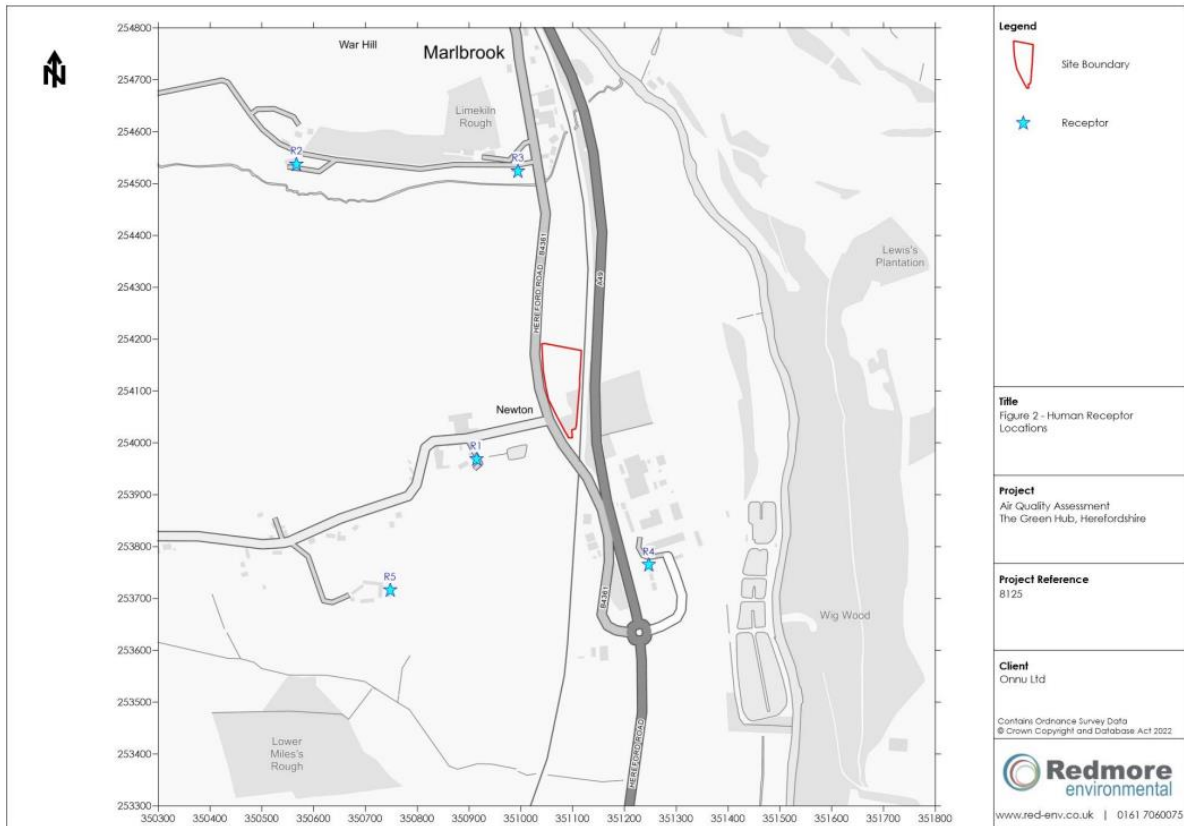 254800
254700
254600
254500
254400
254300
254200
254100
254000
253900
253800
253700
253600
253500
253400
253300
350300 350400 350500 350600 350700 350800 350900 351000 351100 351200 351300 351400 351500 351600 351700 351800
N
War Hill
Marlbrook
Limekiln
Rough
R2
R3
HEREFORD ROAD B4361
A49
Lewis's
Plantation
Newton
R1
R4
R5
B4361
Wig Wood
Lower
Miles's
Rough
HEREFORD ROAD
Legend
Site Boundary
Receptor
Title
Figure 2 - Human Receptor
Locations
Project
Air Quality Assessment
The Green Hub, Herefordshire
Project Reference
8125
Client
Onnu Ltd
Contains Ordnance Survey Data
© Crown Copyright and Database Act 2022
Redmore
environmental
www.red-env.co.uk | 0161 7060075